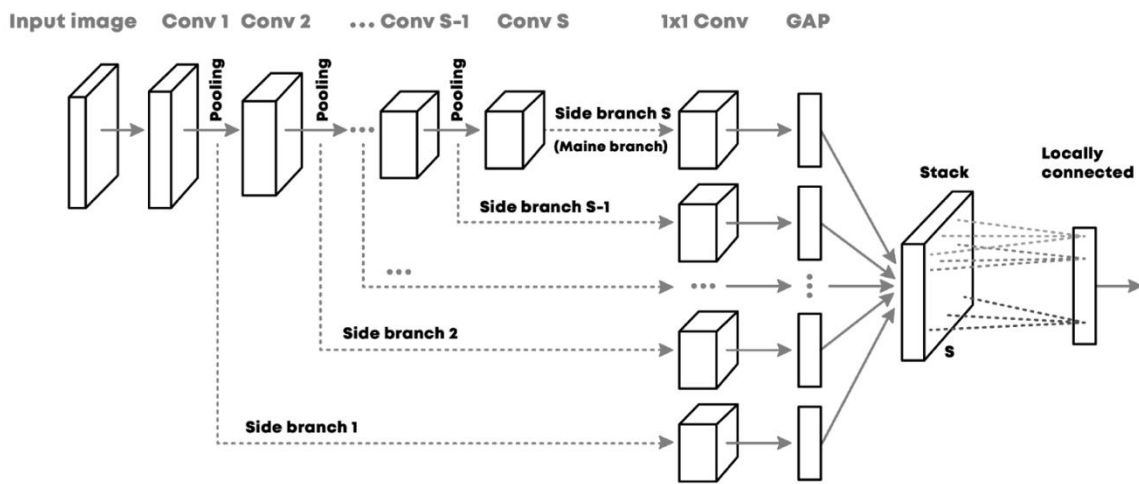 Input image Conv 1 Conv 2 ... Conv S-1 Conv S 1x1 Conv GAP
Pooling
Pooling
Pooling
Side branch S
(Maine branch)
Side branch S-1
...
...
Side branch 2
Side branch 1
Stack
S
Locally
connected